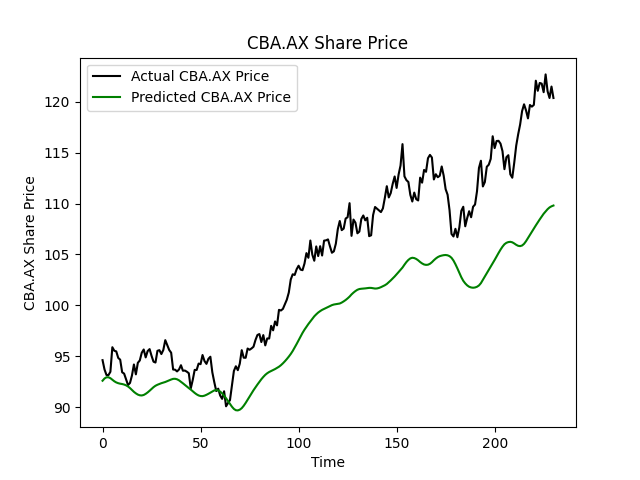 CBA.AX Share Price
Actual CBA.AX Price
Predicted CBA.AX Price
CBA.AX Share Price
120
115
110
105
100
95
90
0 50 100 150 200
Time